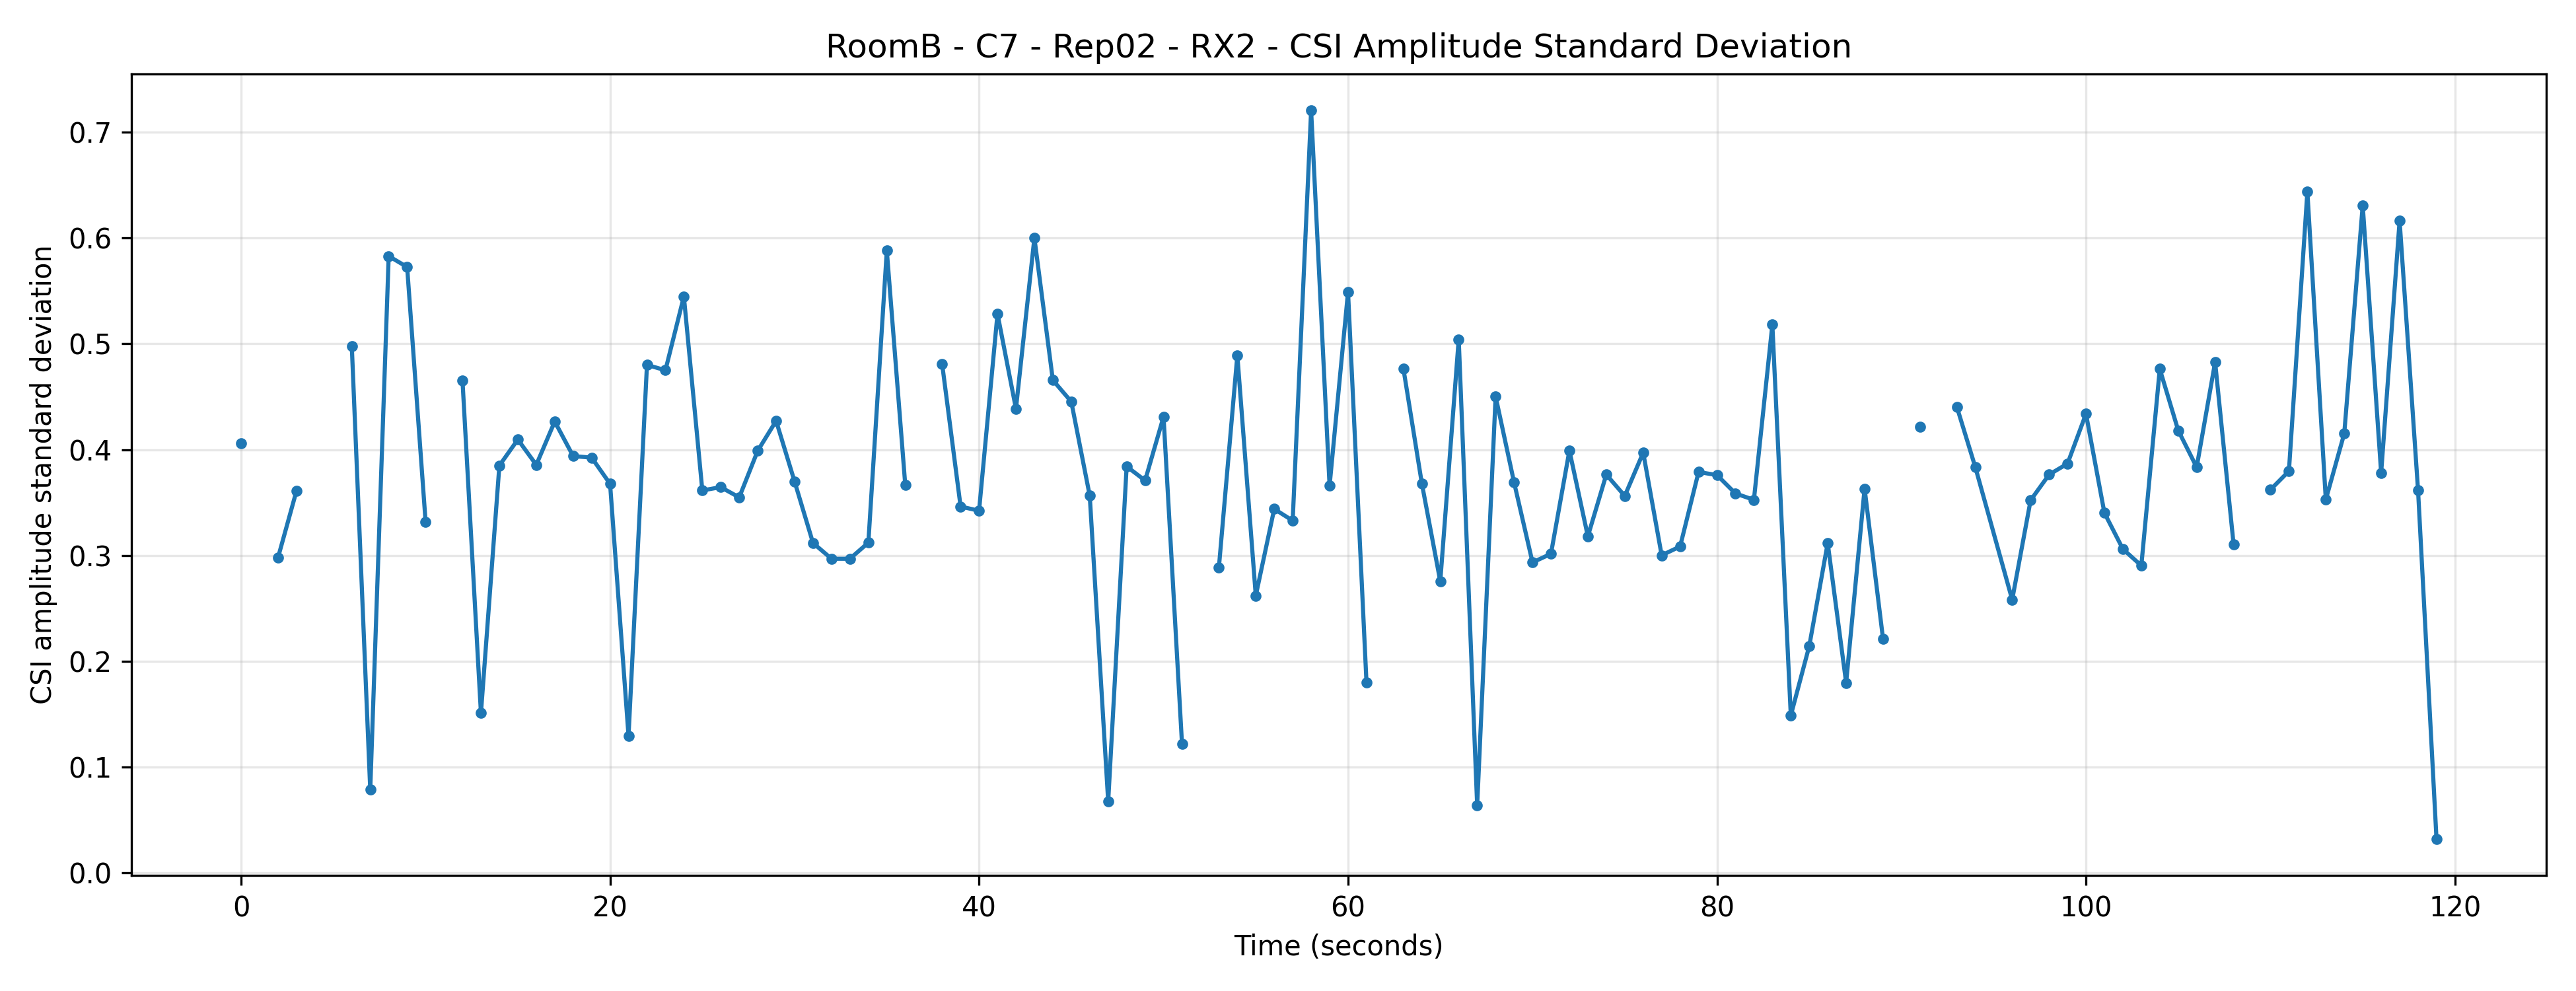 RoomB - C7 - Rep02 - RX2 - CSI Amplitude Standard Deviation
CSI amplitude standard deviation
0.7
0.6
0.5
0.4
0.3
0.2
0.1
0.0
0 20 40 60 80 100 120
Time (seconds)